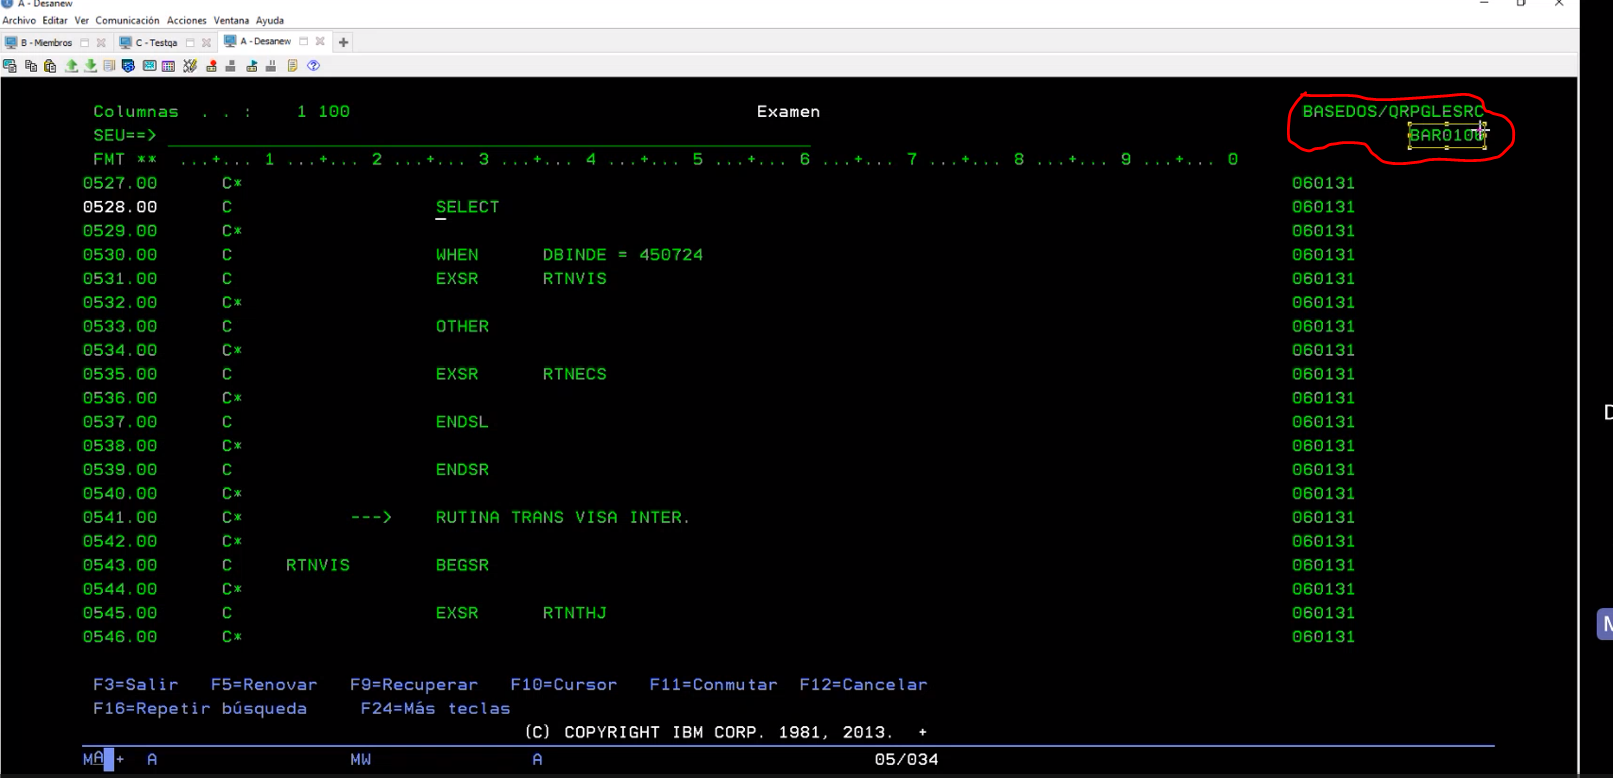 A - Desanew
Archivo Editar Ver Comunicación Acciones Ventana Ayuda
B - Miembros C - Testqa A - Desanew
Columnas . . : 1 100 Examen BASEDOS/QRPGLESRC
SEU==> BAR0106
FMT ** ...+... 1 ...+... 2 ...+... 3 ...+... 4 ...+... 5 ...+... 6 ...+... 7 ...+... 8 ...+... 9 ...+... 0
0527.00 C* 060131
0528.00 C SELECT 060131
0529.00 C* 060131
0530.00 C WHEN DBINDE = 450724 060131
0531.00 C EXSR RTNVIS 060131
0532.00 C* 060131
0533.00 C OTHER 060131
0534.00 C* 060131
0535.00 C EXSR RTNECS 060131
0536.00 C* 060131
0537.00 C ENDSL 060131
0538.00 C* 060131
0539.00 C ENDSR 060131
0540.00 C* 060131
0541.00 C* ---> RUTINA TRANS VISA INTER. 060131
0542.00 C* 060131
0543.00 C RTNVIS BEGSR 060131
0544.00 C* 060131
0545.00 C EXSR RTNTHJ 060131
0546.00 C* 060131
F3=Salir F5=Renovar F9=Recuperar F10=Cursor F11=Conmutar F12=Cancelar
F16=Repetir búsqueda F24=Más teclas
(C) COPYRIGHT IBM CORP. 1981, 2013. +
MA + A MW A 05/034